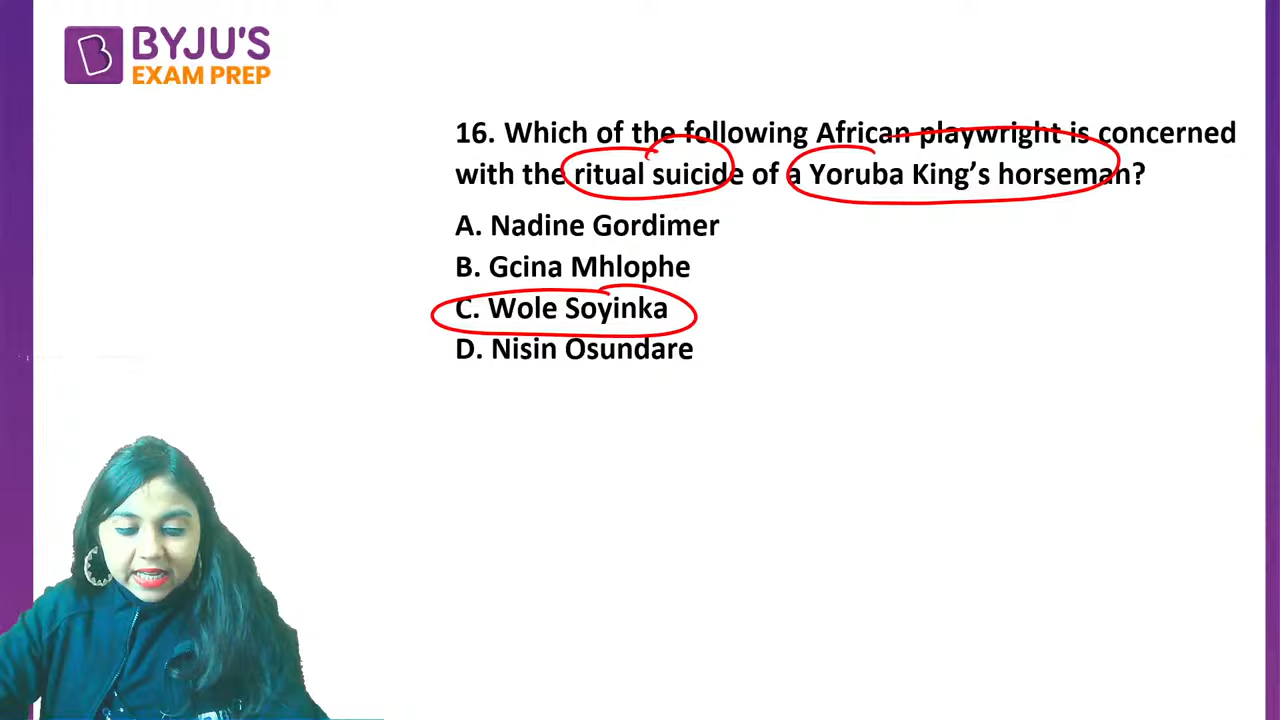 BYJU'S
EXAM PREP
16. Which of the following African playwright is concerned
with the ritual suicide of a Yoruba King’s horseman?
A. Nadine Gordimer
B. Gcina Mhlophe
C. Wole Soyinka
D. Nisin Osundare